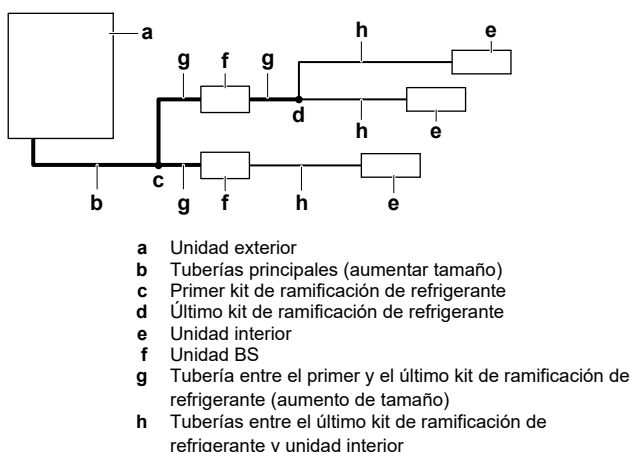 a
g f g h e
d h e
b c g f h e
a Unidad exterior
b Tuberías principales (aumentar tamaño)
c Primer kit de ramificación de refrigerante
d Último kit de ramificación de refrigerante
e Unidad interior
f Unidad BS
g Tubería entre el primer y el último kit de ramificación de
refrigerante (aumento de tamaño)
h Tuberías entre el último kit de ramificación de
refrigerante y unidad interior